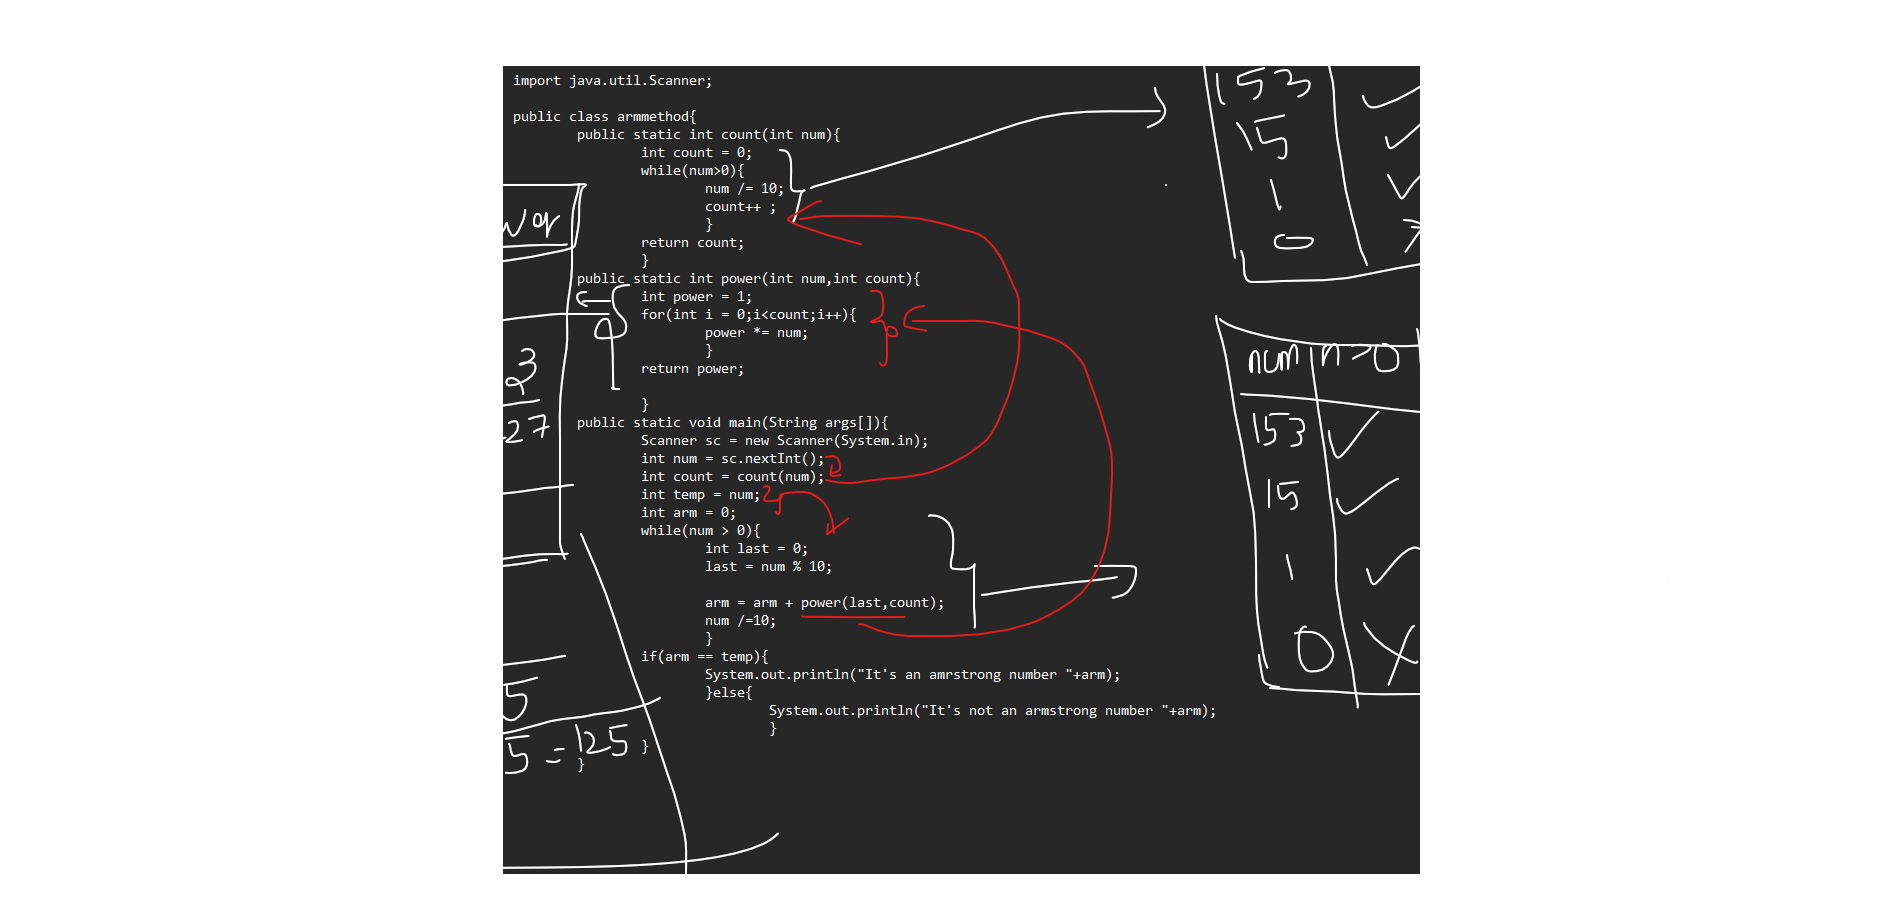 import java.util.Scanner;
public class armmethod{
public static int count(int num){
int count = 0;
while(num>0){
num /= 10;
count++ ;
}
return count;
}
public static int power(int num,int count){
int power = 1;
for(int i = 0;i<count;i++){
power *= num;
}
return power;
}
public static void main(String args[]){
Scanner sc = new Scanner(System.in);
int num = sc.nextInt();
int count = count(num);
int temp = num;
int arm = 0;
while(num > 0){
int last = 0;
last = num % 10;
arm = arm + power(last,count);
num /=10;
}
if(arm == temp){
System.out.println("It's an amrstrong number "+arm);
}else{
System.out.println("It's not an armstrong number "+arm);
}
}
}
3
27
5
5 = 125
153
15
1
0
num n>0
153
15
1
0